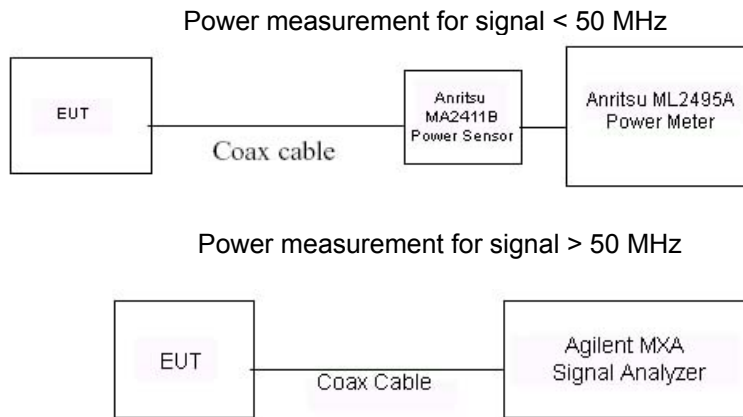 Power measurement for signal < 50 MHz
EUT
Coax cable
Anritsu
MA2411B
Power Sensor
Anritsu ML2495A
Power Meter
Power measurement for signal > 50 MHz
EUT
Coax Cable
Agilent MXA
Signal Analyzer